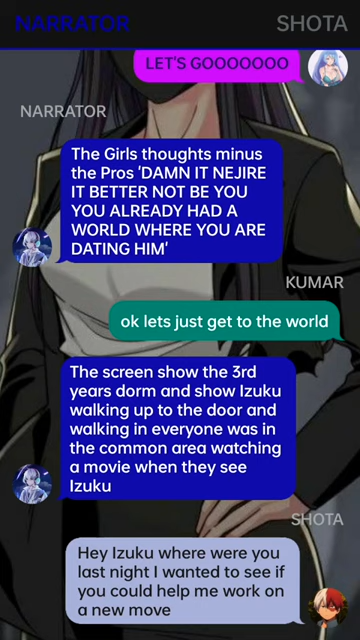 NARRATOR
SHOTA
LET'S GOOOOOOO
NARRATOR
The Girls thoughts minus
the Pros 'DAMN IT NEJIRE
IT BETTER NOT BE YOU
YOU ALREADY HAD A
WORLD WHERE YOU ARE
DATING HIM'
KUMAR
ok lets just get to the world
The screen show the 3rd
years dorm and show Izuku
walking up to the door and
walking in everyone was in
the common area watching
a movie when they see
Izuku
SHOTA
Hey Izuku where were you
last night I wanted to see if
you could help me work on
a new move